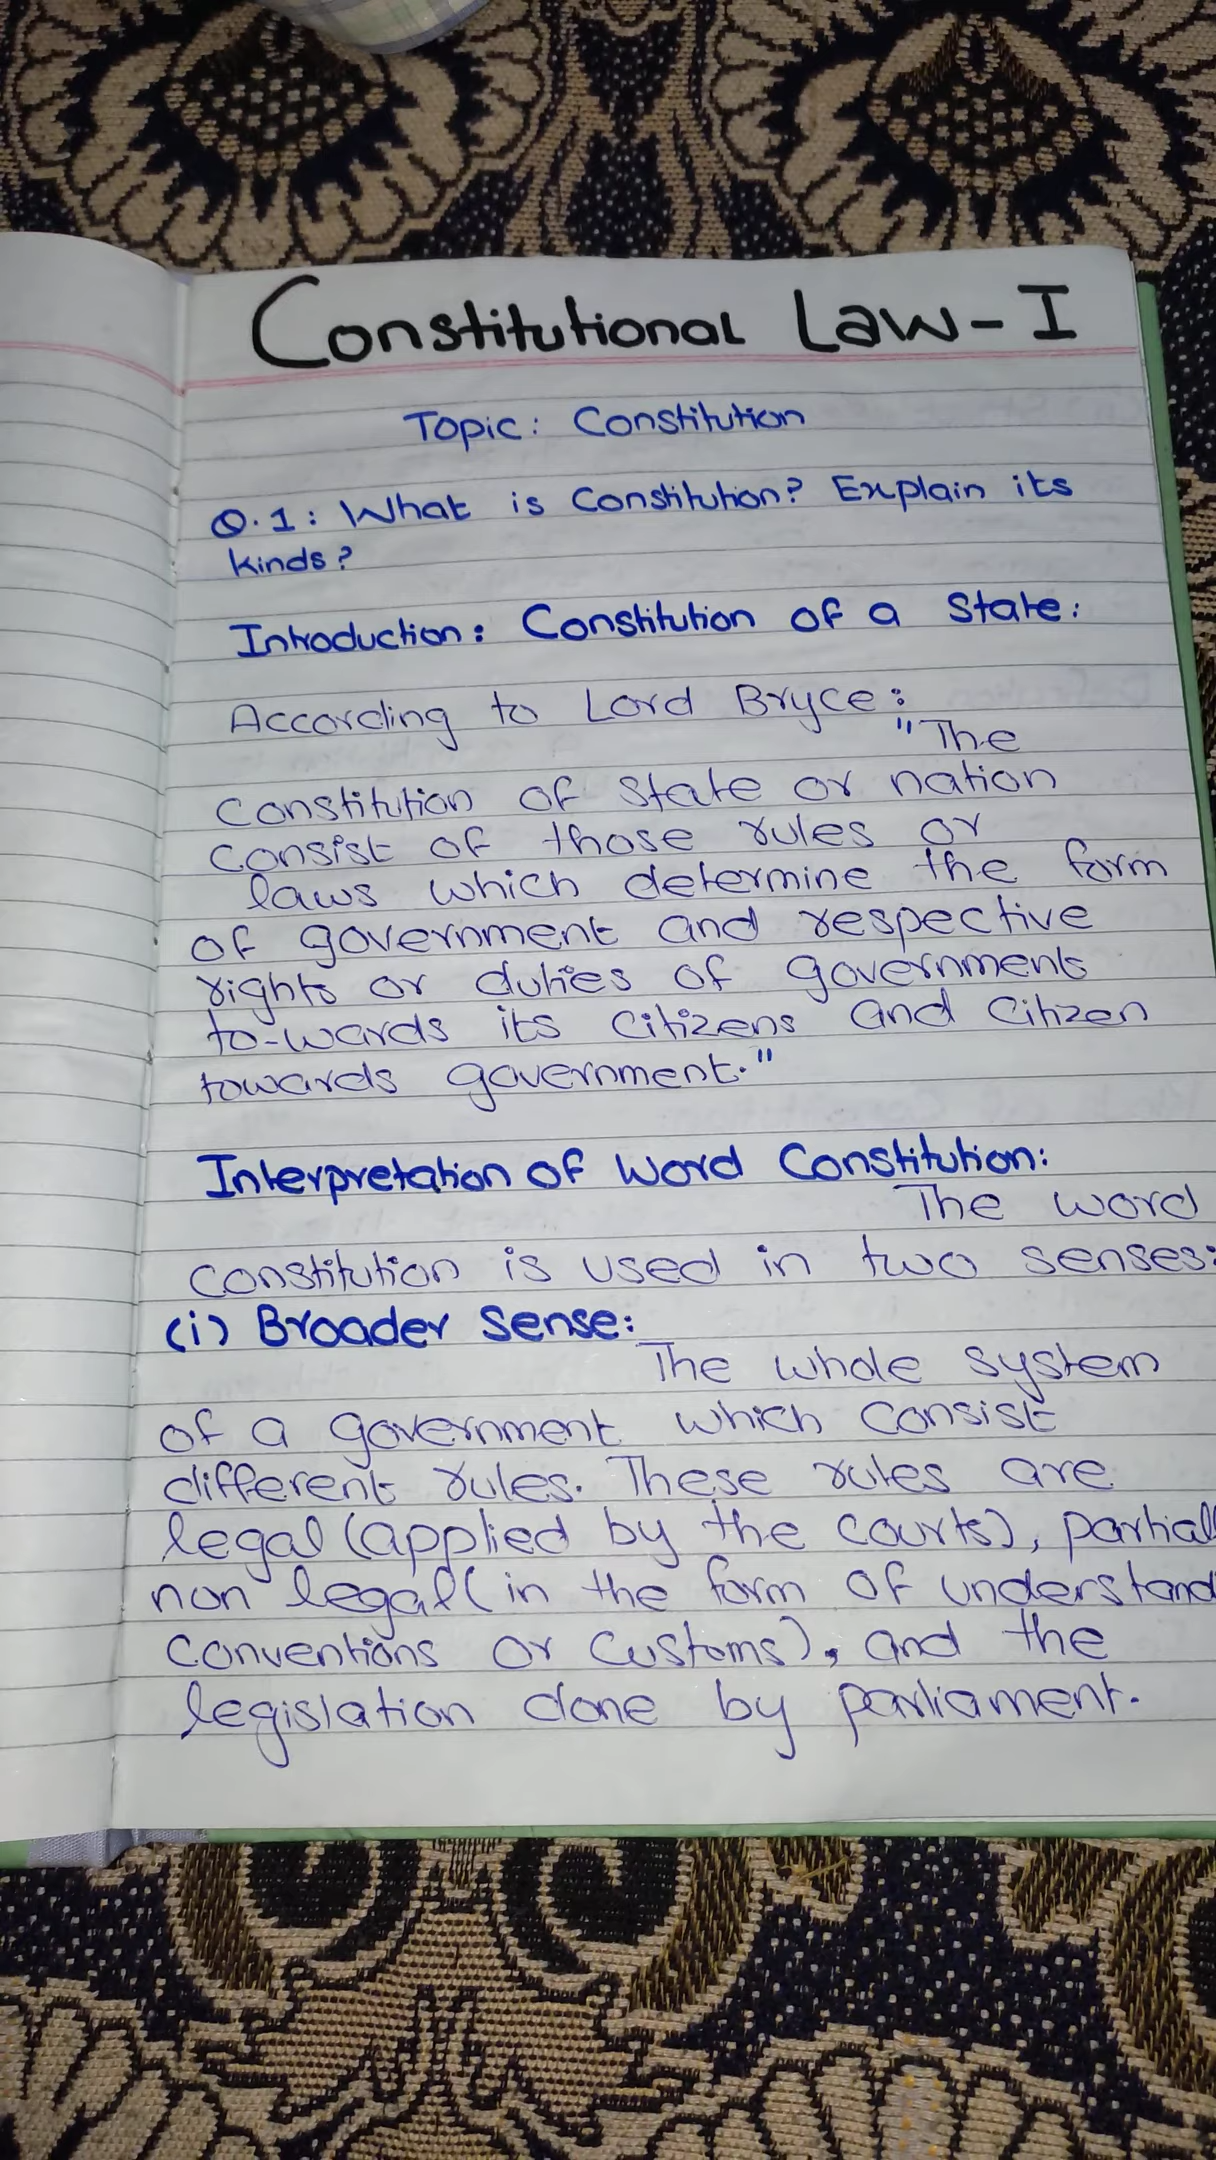 Constitutional Law-I
Topic: Constitution
Q.1: What is Constitution? Explain its
kinds?
Introduction: Constitution of a State:
According to Lord Bryce:
"The
Constitution of state or nation
consist of those rules or
laws which determine the form
of government and respective
rights or duties of governments
to-wards its citizens and citizen
towards government."
Interpretation of word Constitution:
The word
constitution is used in two senses:
(i) Broader Sense:
The whole system
of a government which consist
different rules. These rules are
legal (applied by the courts), partial
non legal (in the form of understand
conventions or customs), and the
legislation done by parliament.